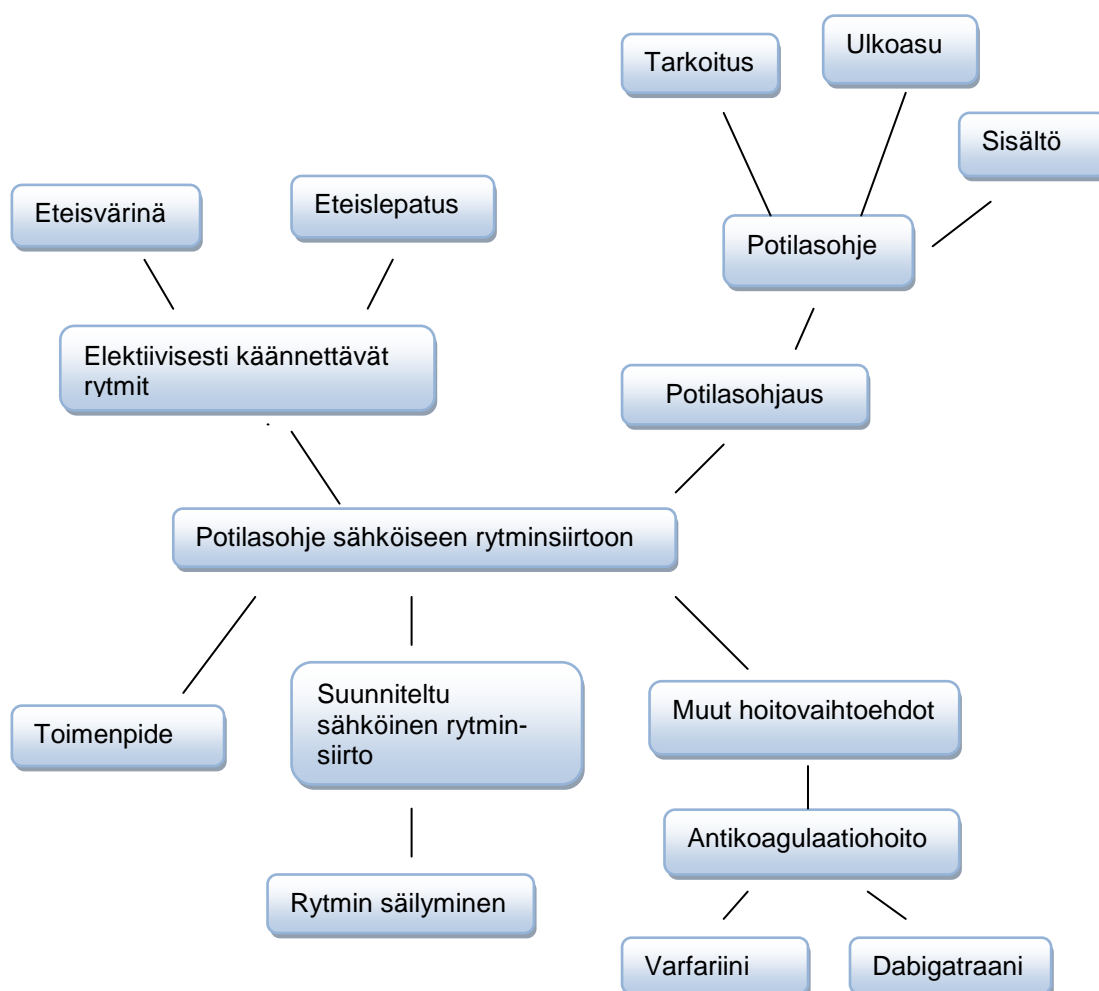 Ulkoasu
Tarkoitus
Sisältö
Eteisvärinä
Eteislepatus
Potilasohje
Elektiivisesti käännettävät
rytmit
Potilasohjaus
Potilasohje sähköiseen rytminsiirtoon
Toimenpide
Suunniteltu
sähköinen rytmin-
siirto
Muut hoitovaihtoehdot
Antikoagulaatiohoito
Rytmin säilyminen
Varfariini
Dabigatraani